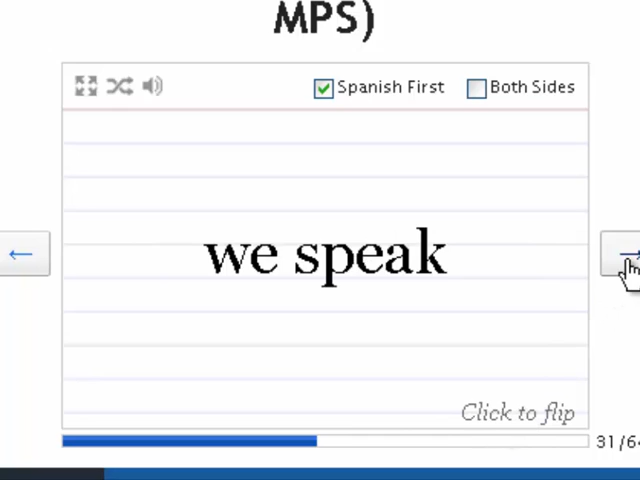 MPS)
Spanish First
Both Sides
we speak
Click to flip
31/64